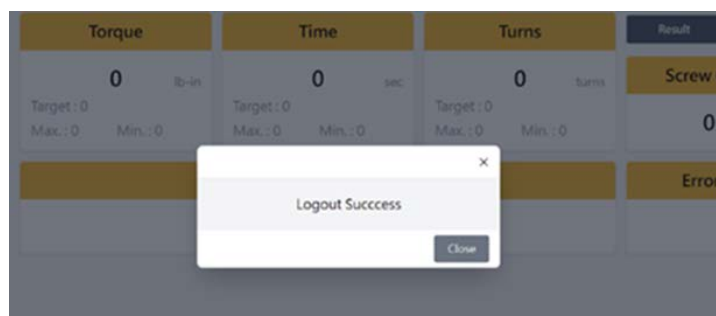 Torque Time Turns Result
0 lb-in 0 sec 0 turns Screw
Target : 0 Target : 0 Target : 0
Max. : 0 Min. : 0 Max. : 0 Min. : 0 Max. : 0 Min. : 0 0
×
Logout Succcess
Close
Erro